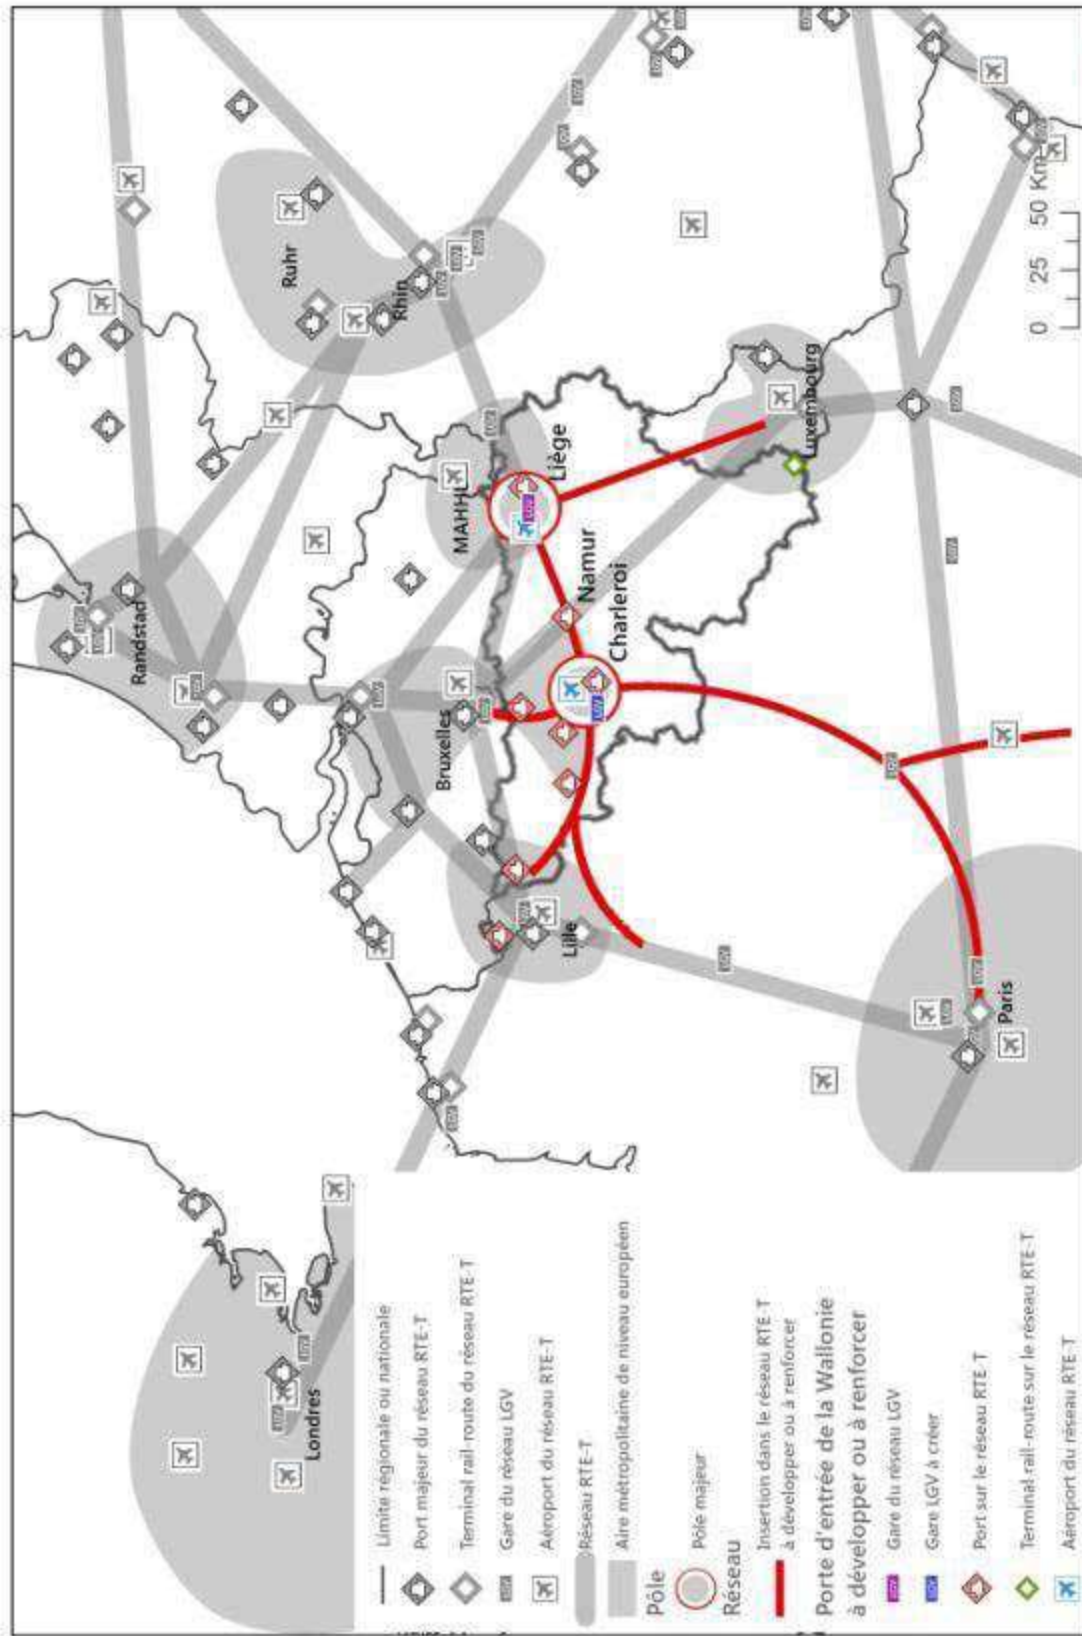 Randstad
Ruhr
Rhin
Londres
Bruxelles
MAHHL
Liège
Lille
Namur
Charleroi
Luxembourg
Paris
0 25 50 Km
Limite régionale ou nationale
Port majeur du réseau RTE-T
Terminal rail-route du réseau RTE-T
LGV Gare du réseau LGV
Aéroport du réseau RTE-T
Réseau RTE-T
Aire métropolitaine de niveau européen
Pôle
Pôle majeur
Réseau
Insertion dans le réseau RTE-T
à développer ou à renforcer
Porte d'entrée de la Wallonie
à développer ou à renforcer
LGV Gare du réseau LGV
LGV Gare LGV à créer
Port sur le réseau RTE-T
Terminal rail-route sur le réseau RTE-T
Aéroport du réseau RTE-T